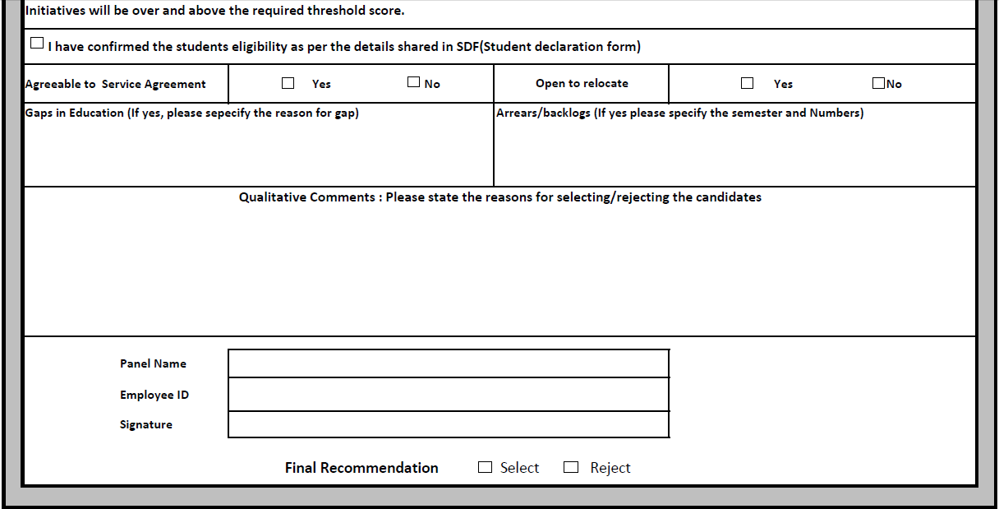 Initiatives will be over and above the required threshold score.
I have confirmed the students eligibility as per the details shared in SDF(Student declaration form)
Agreeable to Service Agreement Yes No Open to relocate Yes No
Gaps in Education (If yes, please sepecify the reason for gap) Arrears/backlogs (If yes please specify the semester and Numbers)
Qualitative Comments : Please state the reasons for selecting/rejecting the candidates
Panel Name
Employee ID
Signature
Final Recommendation Select Reject